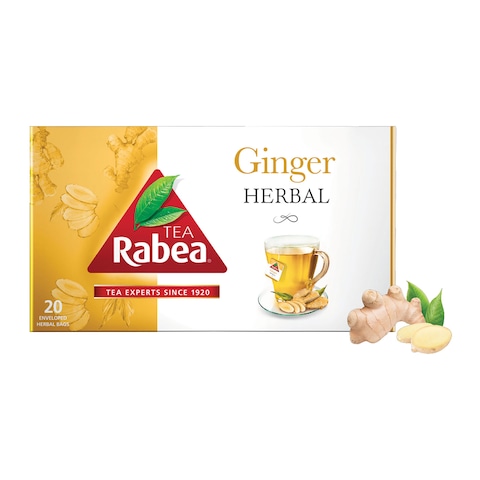 TEA
Rabea®
TEA EXPERTS SINCE 1920
20
ENVELOPED
HERBAL BAGS
Ginger
HERBAL